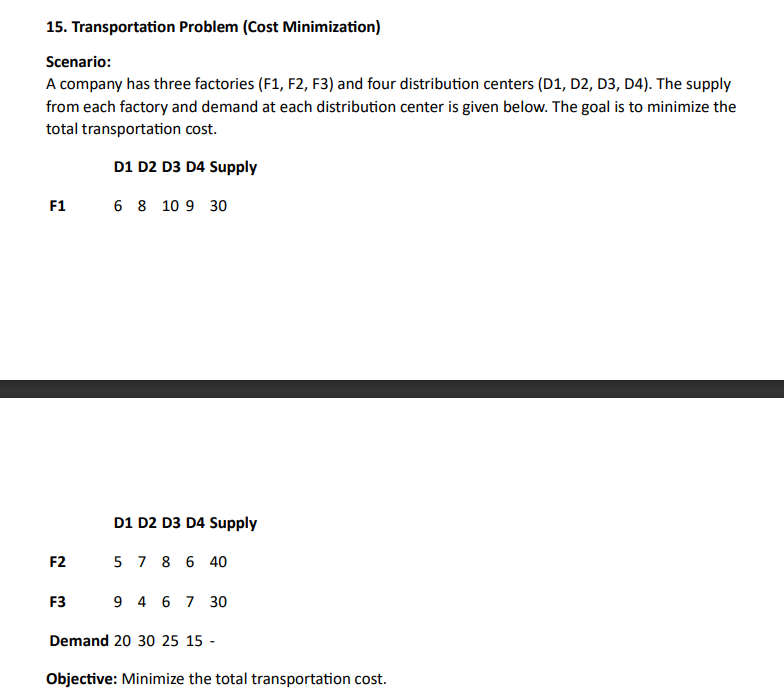 15. Transportation Problem (Cost Minimization)
Scenario:
A company has three factories (F1, F2, F3) and four distribution centers (D1, D2, D3, D4). The supply
from each factory and demand at each distribution center is given below. The goal is to minimize the
total transportation cost.
D1 D2 D3 D4 Supply
F1 6 8 10 9 30
D1 D2 D3 D4 Supply
F2 5 7 8 6 40
F3 9 4 6 7 30
Demand 20 30 25 15 -
Objective: Minimize the total transportation cost.